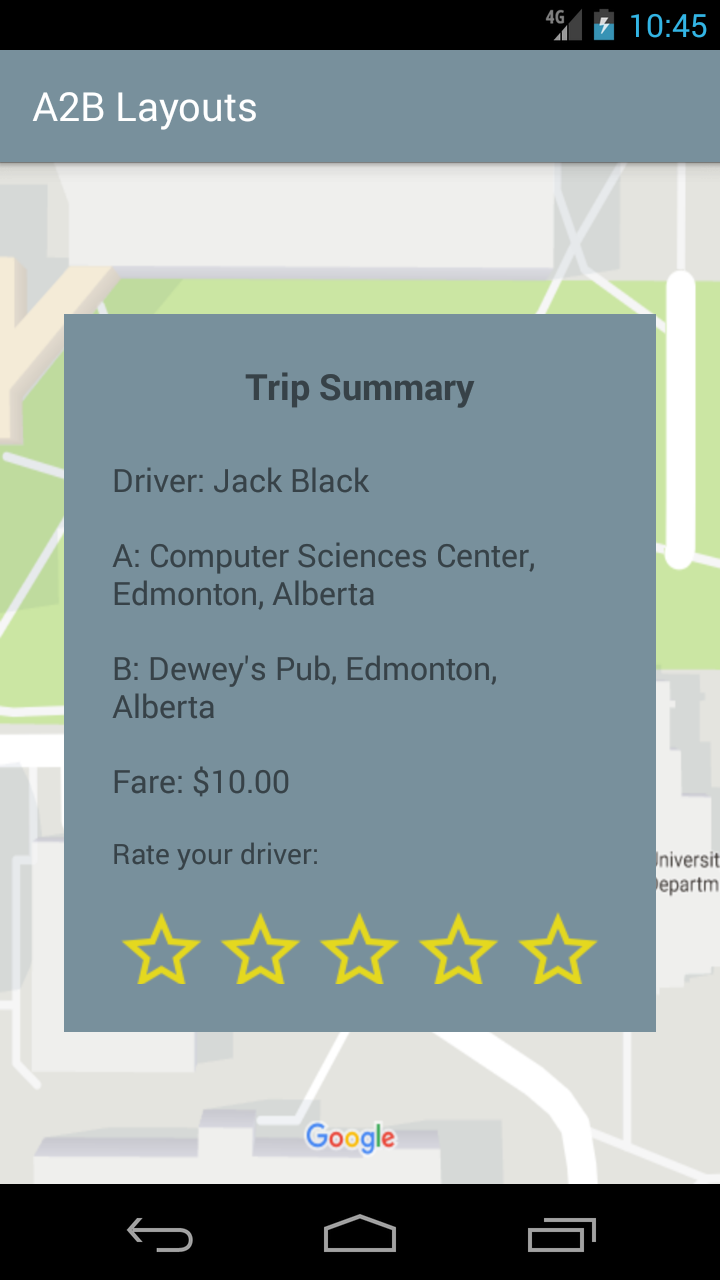 4G 10:45
A2B Layouts
Trip Summary
Driver: Jack Black
A: Computer Sciences Center,
Edmonton, Alberta
B: Dewey's Pub, Edmonton,
Alberta
Fare: $10.00
Rate your driver:
Google